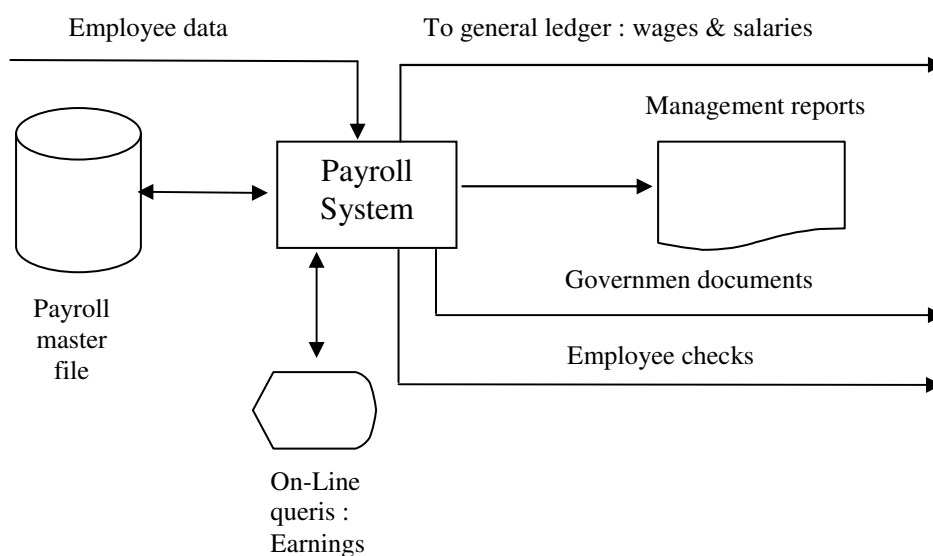 Employee data
To general ledger : wages & salaries
Management reports
Payroll
System
Governmen documents
Payroll
master
file
Employee checks
On-Line
queris :
Earnings